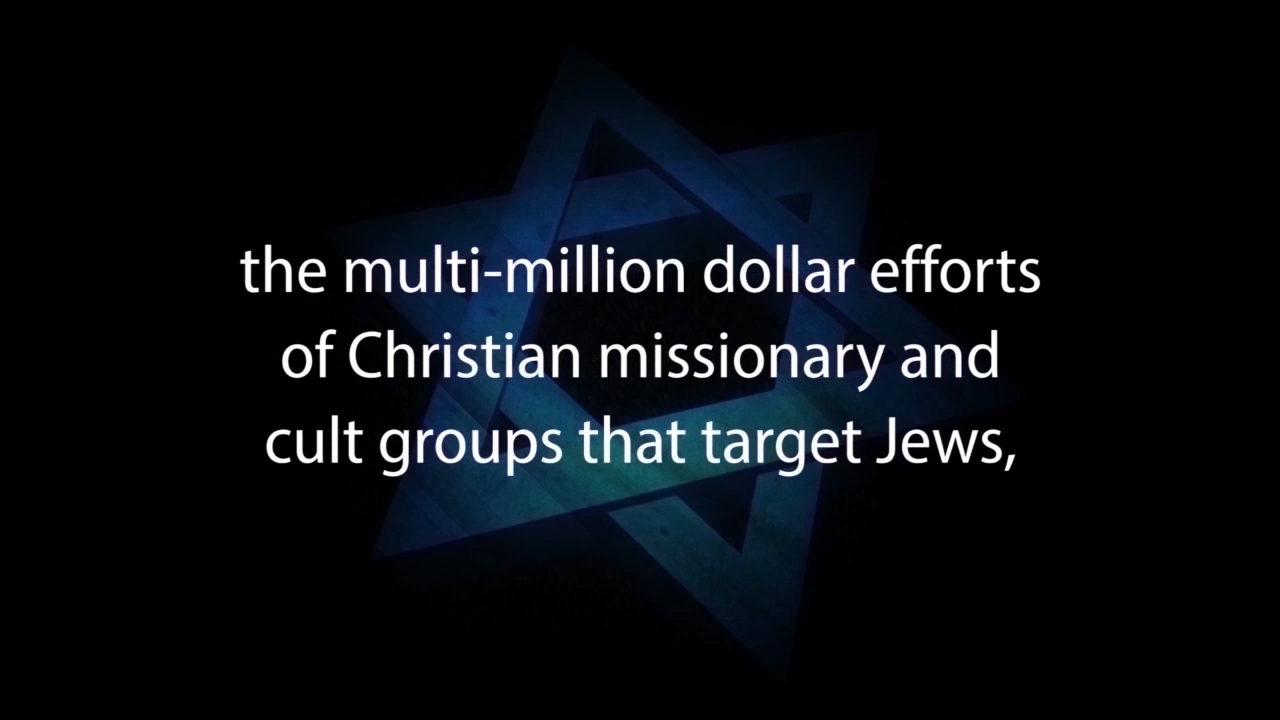 the multi-million dollar efforts
of Christian missionary and
cult groups that target Jews,